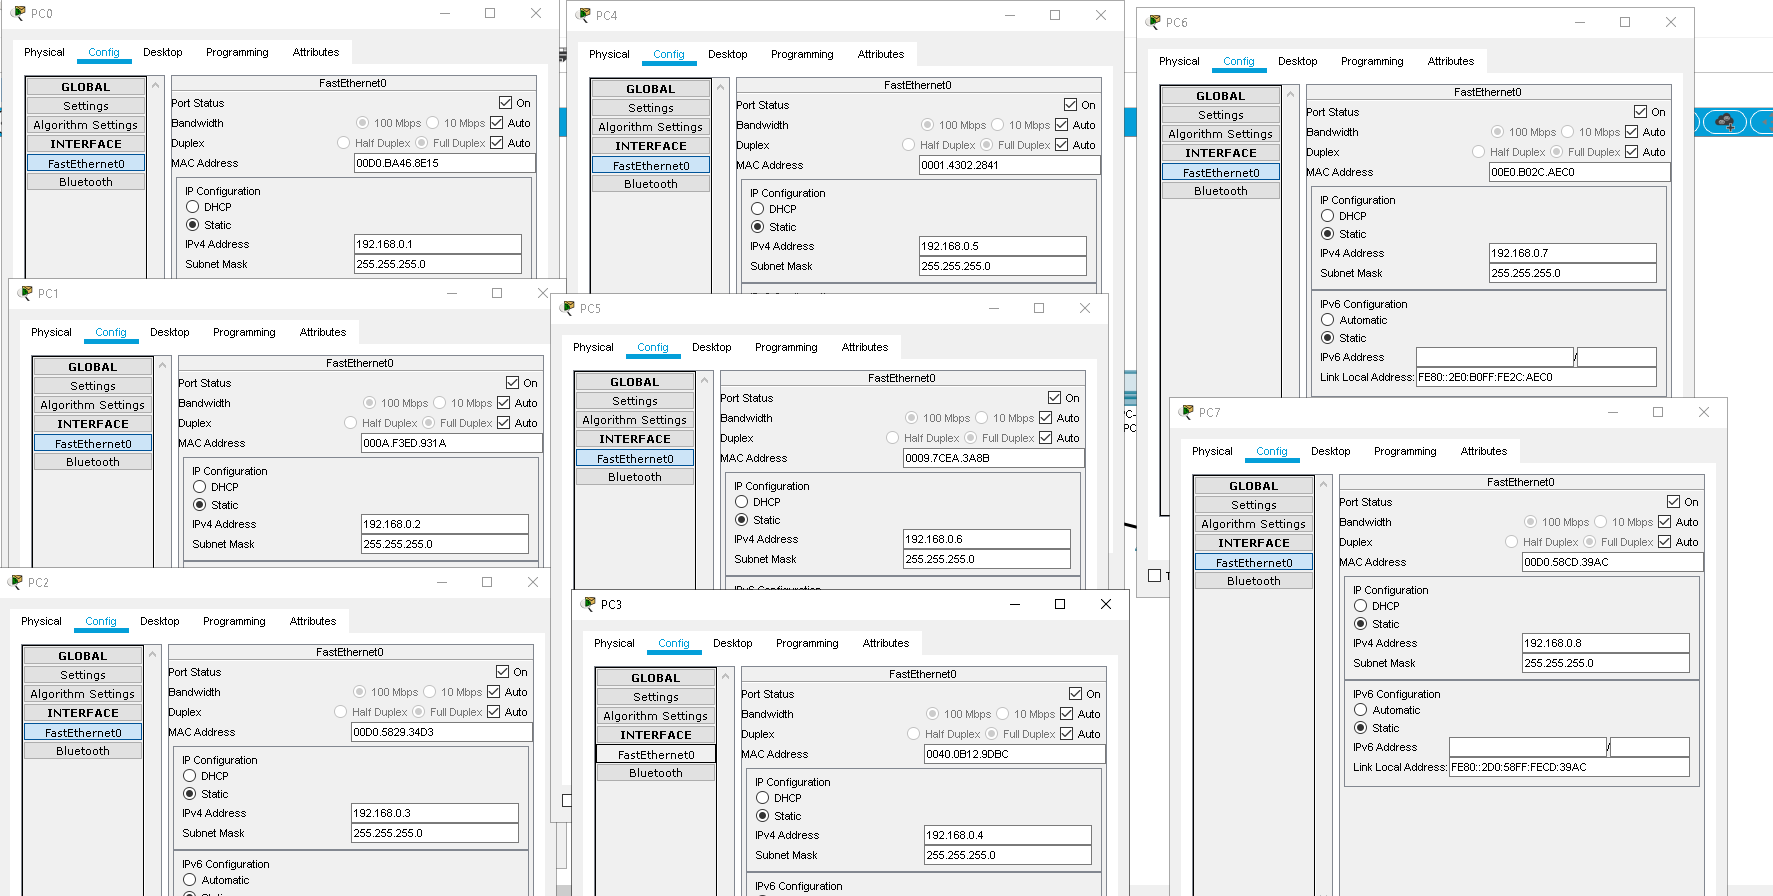 PC0
Physical Config Desktop Programming Attributes
GLOBAL
Settings
Algorithm Settings
INTERFACE
FastEthernet0
Bluetooth
FastEthernet0
Port Status On
Bandwidth 100 Mbps 10 Mbps Auto
Duplex Half Duplex Full Duplex Auto
MAC Address 00D0.BA46.8E15
IP Configuration
DHCP
Static
IPv4 Address 192.168.0.1
Subnet Mask 255.255.255.0
PC1
Physical Config Desktop Programming Attributes
GLOBAL
Settings
Algorithm Settings
INTERFACE
FastEthernet0
Bluetooth
FastEthernet0
Port Status On
Bandwidth 100 Mbps 10 Mbps Auto
Duplex Half Duplex Full Duplex Auto
MAC Address 000A.F3ED.931A
IP Configuration
DHCP
Static
IPv4 Address 192.168.0.2
Subnet Mask 255.255.255.0
PC2
Physical Config Desktop Programming Attributes
GLOBAL
Settings
Algorithm Settings
INTERFACE
FastEthernet0
Bluetooth
FastEthernet0
Port Status On
Bandwidth 100 Mbps 10 Mbps Auto
Duplex Half Duplex Full Duplex Auto
MAC Address 00D0.5829.34D3
IP Configuration
DHCP
Static
IPv4 Address 192.168.0.3
Subnet Mask 255.255.255.0
IPv6 Configuration
Automatic
PC4
Physical Config Desktop Programming Attributes
GLOBAL
Settings
Algorithm Settings
INTERFACE
FastEthernet0
Bluetooth
FastEthernet0
Port Status On
Bandwidth 100 Mbps 10 Mbps Auto
Duplex Half Duplex Full Duplex Auto
MAC Address 0001.4302.2841
IP Configuration
DHCP
Static
IPv4 Address 192.168.0.5
Subnet Mask 255.255.255.0
PC5
Physical Config Desktop Programming Attributes
GLOBAL
Settings
Algorithm Settings
INTERFACE
FastEthernet0
Bluetooth
FastEthernet0
Port Status On
Bandwidth 100 Mbps 10 Mbps Auto
Duplex Half Duplex Full Duplex Auto
MAC Address 0009.7CEA.3A8B
IP Configuration
DHCP
Static
IPv4 Address 192.168.0.6
Subnet Mask 255.255.255.0
PC3
Physical Config Desktop Programming Attributes
GLOBAL
Settings
Algorithm Settings
INTERFACE
FastEthernet0
Bluetooth
FastEthernet0
Port Status On
Bandwidth 100 Mbps 10 Mbps Auto
Duplex Half Duplex Full Duplex Auto
MAC Address 0040.0B12.9DBC
IP Configuration
DHCP
Static
IPv4 Address 192.168.0.4
Subnet Mask 255.255.255.0
IPv6 Configuration
PC6
Physical Config Desktop Programming Attributes
GLOBAL
Settings
Algorithm Settings
INTERFACE
FastEthernet0
Bluetooth
FastEthernet0
Port Status On
Bandwidth 100 Mbps 10 Mbps Auto
Duplex Half Duplex Full Duplex Auto
MAC Address 00E0.B02C.AEC0
IP Configuration
DHCP
Static
IPv4 Address 192.168.0.7
Subnet Mask 255.255.255.0
IPv6 Configuration
Automatic
Static
IPv6 Address /
Link Local Address: FE80::2E0:B0FF:FE2C:AEC0
PC7
Physical Config Desktop Programming Attributes
GLOBAL
Settings
Algorithm Settings
INTERFACE
FastEthernet0
Bluetooth
FastEthernet0
Port Status On
Bandwidth 100 Mbps 10 Mbps Auto
Duplex Half Duplex Full Duplex Auto
MAC Address 00D0.58CD.39AC
IP Configuration
DHCP
Static
IPv4 Address 192.168.0.8
Subnet Mask 255.255.255.0
IPv6 Configuration
Automatic
Static
IPv6 Address /
Link Local Address: FE80::2D0:58FF:FECD:39AC